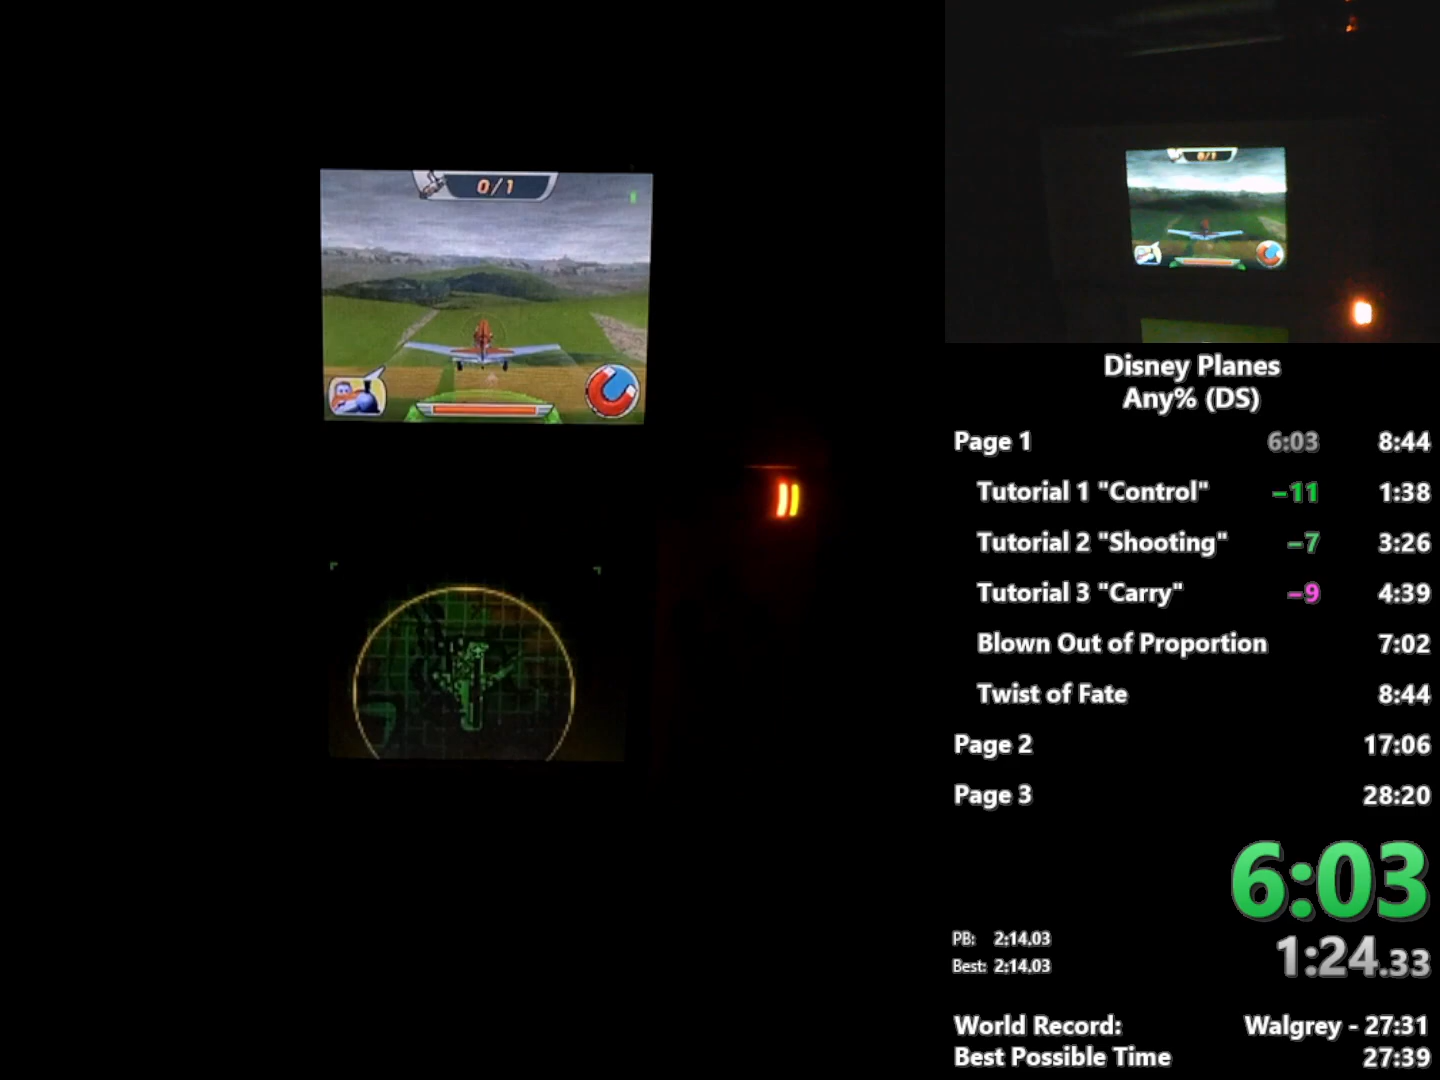 0/1
0/1
Disney Planes
Any% (DS)
Page 1 6:03 8:44
Tutorial 1 "Control" −11 1:38
Tutorial 2 "Shooting" −7 3:26
Tutorial 3 "Carry" −9 4:39
Blown Out of Proportion 7:02
Twist of Fate 8:44
Page 2 17:06
Page 3 28:20
6:03
PB: 2:14.03
Best: 2:14.03
1:24.33
World Record: Walgrey - 27:31
Best Possible Time 27:39